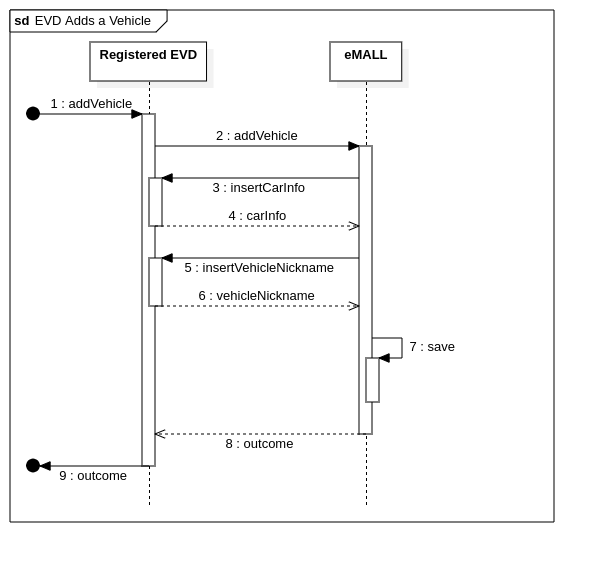 sd EVD Adds a Vehicle
Registered EVD
eMALL
1 : addVehicle
2 : addVehicle
3 : insertCarInfo
4 : carInfo
5 : insertVehicleNickname
6 : vehicleNickname
7 : save
8 : outcome
9 : outcome